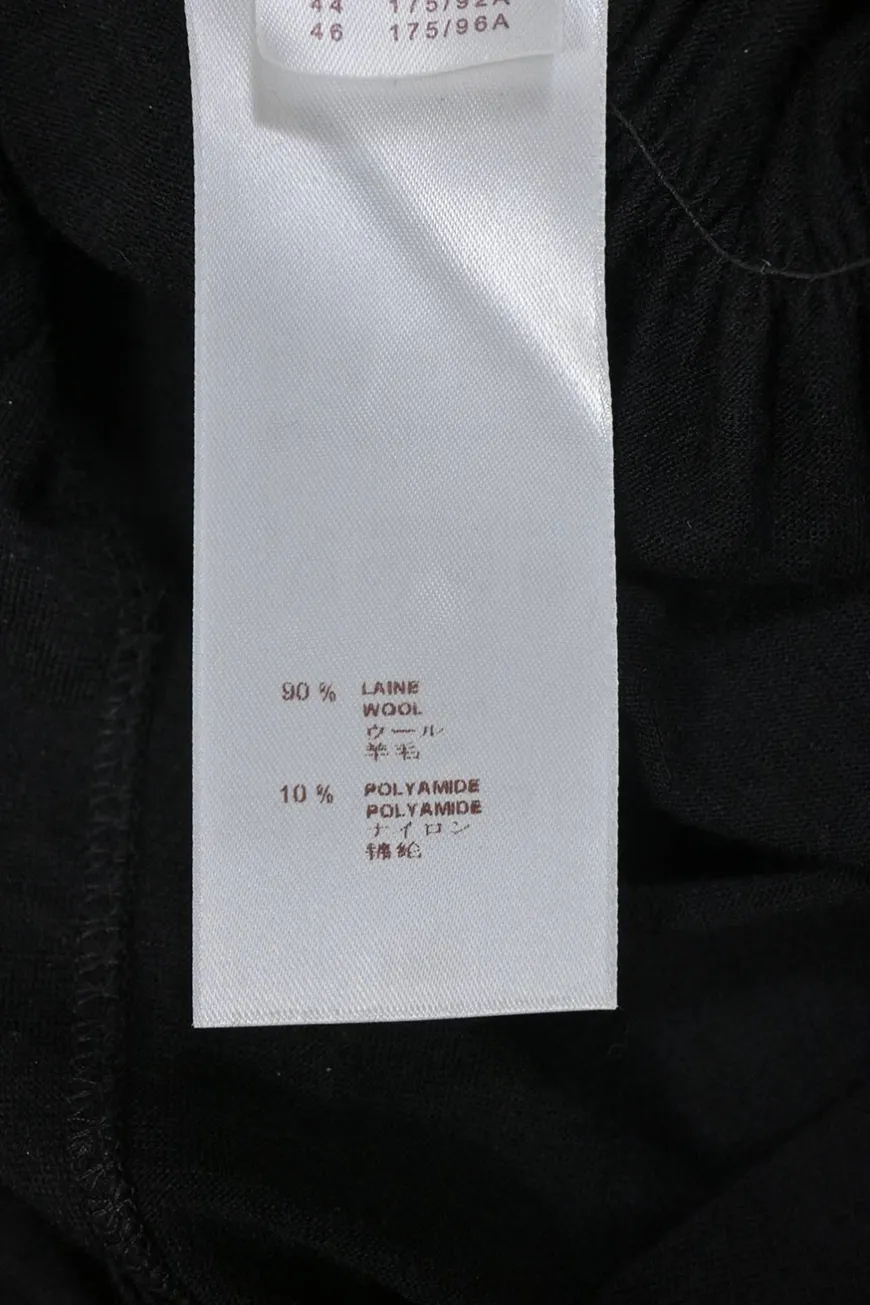 44 175/92A
46 175/96A
90 % LAINE
WOOL
ウール
羊毛
10 % POLYAMIDE
POLYAMIDE
ナイロン
锦纶